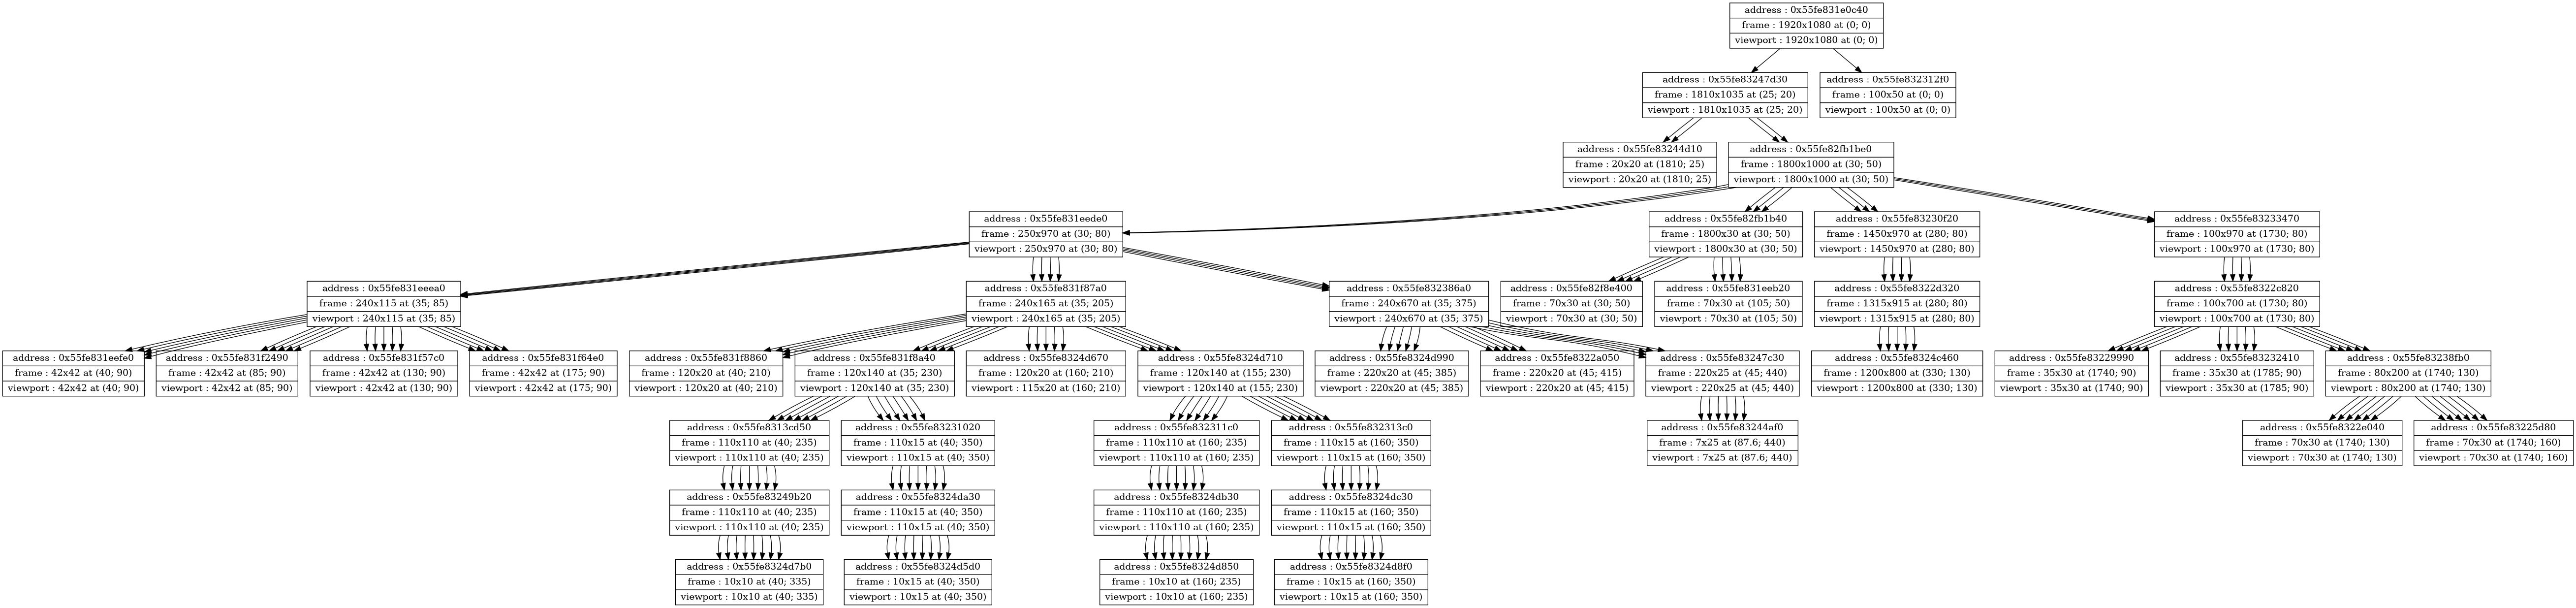 address : 0x55fe831e0c40
frame : 1920x1080 at (0; 0)
viewport : 1920x1080 at (0; 0)
address : 0x55fe83247d30
frame : 1810x1035 at (25; 20)
viewport : 1810x1035 at (25; 20)
address : 0x55fe832312f0
frame : 100x50 at (0; 0)
viewport : 100x50 at (0; 0)
address : 0x55fe83244d10
frame : 20x20 at (1810; 25)
viewport : 20x20 at (1810; 25)
address : 0x55fe82fb1be0
frame : 1800x1000 at (30; 50)
viewport : 1800x1000 at (30; 50)
address : 0x55fe831eede0
frame : 250x970 at (30; 80)
viewport : 250x970 at (30; 80)
address : 0x55fe82fb1b40
frame : 1800x30 at (30; 50)
viewport : 1800x30 at (30; 50)
address : 0x55fe83230f20
frame : 1450x970 at (280; 80)
viewport : 1450x970 at (280; 80)
address : 0x55fe83233470
frame : 100x970 at (1730; 80)
viewport : 100x970 at (1730; 80)
address : 0x55fe831eeea0
frame : 240x115 at (35; 85)
viewport : 240x115 at (35; 85)
address : 0x55fe831f87a0
frame : 240x165 at (35; 205)
viewport : 240x165 at (35; 205)
address : 0x55fe832386a0
frame : 240x670 at (35; 375)
viewport : 240x670 at (35; 375)
address : 0x55fe82f8e400
frame : 70x30 at (30; 50)
viewport : 70x30 at (30; 50)
address : 0x55fe831eeb20
frame : 70x30 at (105; 50)
viewport : 70x30 at (105; 50)
address : 0x55fe8322d320
frame : 1315x915 at (280; 80)
viewport : 1315x915 at (280; 80)
address : 0x55fe8322c820
frame : 100x700 at (1730; 80)
viewport : 100x700 at (1730; 80)
address : 0x55fe831eefe0
frame : 42x42 at (40; 90)
viewport : 42x42 at (40; 90)
address : 0x55fe831f2490
frame : 42x42 at (85; 90)
viewport : 42x42 at (85; 90)
address : 0x55fe831f57c0
frame : 42x42 at (130; 90)
viewport : 42x42 at (130; 90)
address : 0x55fe831f64e0
frame : 42x42 at (175; 90)
viewport : 42x42 at (175; 90)
address : 0x55fe831f8860
frame : 120x20 at (40; 210)
viewport : 120x20 at (40; 210)
address : 0x55fe831f8a40
frame : 120x140 at (35; 230)
viewport : 120x140 at (35; 230)
address : 0x55fe8324d670
frame : 120x20 at (160; 210)
viewport : 115x20 at (160; 210)
address : 0x55fe8324d710
frame : 120x140 at (155; 230)
viewport : 120x140 at (155; 230)
address : 0x55fe8324d990
frame : 220x20 at (45; 385)
viewport : 220x20 at (45; 385)
address : 0x55fe8322a050
frame : 220x20 at (45; 415)
viewport : 220x20 at (45; 415)
address : 0x55fe83247c30
frame : 220x25 at (45; 440)
viewport : 220x25 at (45; 440)
address : 0x55fe8324c460
frame : 1200x800 at (330; 130)
viewport : 1200x800 at (330; 130)
address : 0x55fe83229990
frame : 35x30 at (1740; 90)
viewport : 35x30 at (1740; 90)
address : 0x55fe83232410
frame : 35x30 at (1785; 90)
viewport : 35x30 at (1785; 90)
address : 0x55fe83238fb0
frame : 80x200 at (1740; 130)
viewport : 80x200 at (1740; 130)
address : 0x55fe8313cd50
frame : 110x110 at (40; 235)
viewport : 110x110 at (40; 235)
address : 0x55fe83231020
frame : 110x15 at (40; 350)
viewport : 110x15 at (40; 350)
address : 0x55fe832311c0
frame : 110x110 at (160; 235)
viewport : 110x110 at (160; 235)
address : 0x55fe832313c0
frame : 110x15 at (160; 350)
viewport : 110x15 at (160; 350)
address : 0x55fe83244af0
frame : 7x25 at (87.6; 440)
viewport : 7x25 at (87.6; 440)
address : 0x55fe8322e040
frame : 70x30 at (1740; 130)
viewport : 70x30 at (1740; 130)
address : 0x55fe83225d80
frame : 70x30 at (1740; 160)
viewport : 70x30 at (1740; 160)
address : 0x55fe83249b20
frame : 110x110 at (40; 235)
viewport : 110x110 at (40; 235)
address : 0x55fe8324da30
frame : 110x15 at (40; 350)
viewport : 110x15 at (40; 350)
address : 0x55fe8324db30
frame : 110x110 at (160; 235)
viewport : 110x110 at (160; 235)
address : 0x55fe8324dc30
frame : 110x15 at (160; 350)
viewport : 110x15 at (160; 350)
address : 0x55fe8324d7b0
frame : 10x10 at (40; 335)
viewport : 10x10 at (40; 335)
address : 0x55fe8324d5d0
frame : 10x15 at (40; 350)
viewport : 10x15 at (40; 350)
address : 0x55fe8324d850
frame : 10x10 at (160; 235)
viewport : 10x10 at (160; 235)
address : 0x55fe8324d8f0
frame : 10x15 at (160; 350)
viewport : 10x15 at (160; 350)